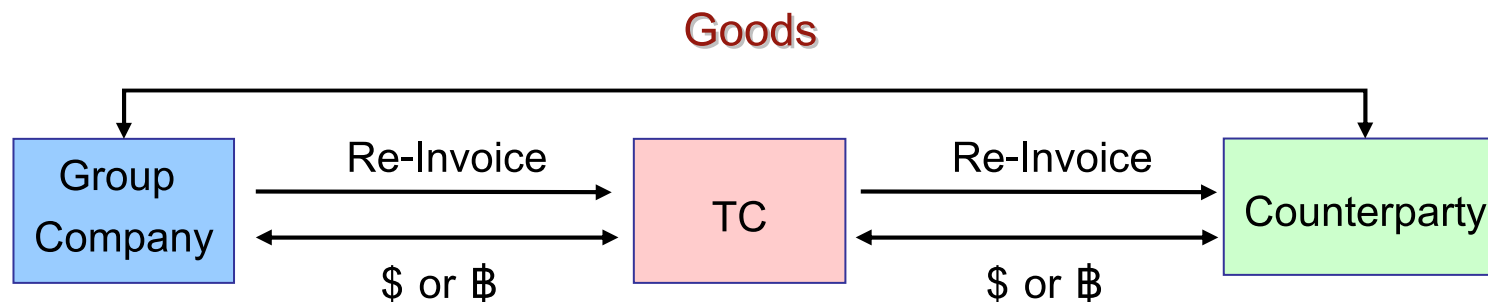 Goods
Group
Company
Re-Invoice
$ or ฿
TC
Re-Invoice
$ or ฿
Counterparty